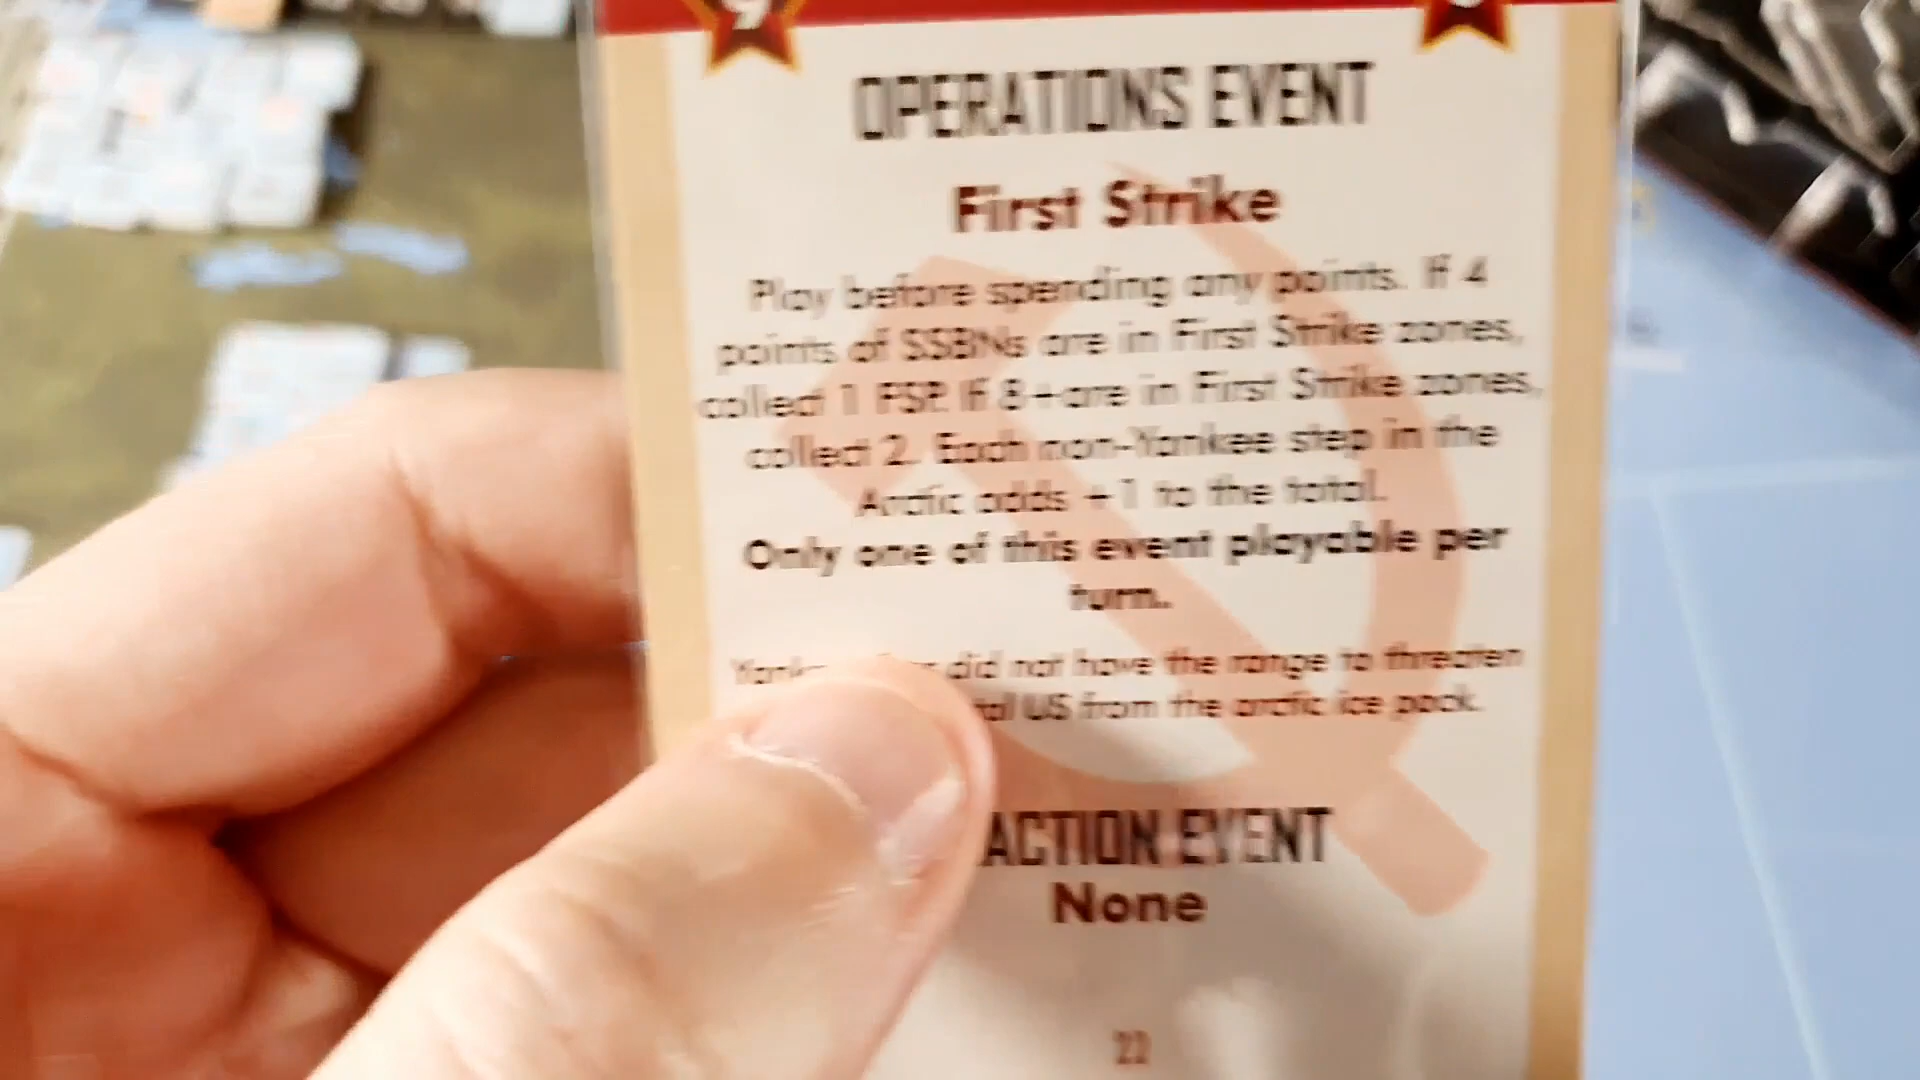 9
OPERATIONS EVENT
First Strike
Play before spending any points. If 4
points of SSBNs are in First Strike zones,
collect 1 FSP. If 8+are in First Strike zones,
collect 2. Each non-Yankee step in the
Arctic adds +1 to the total.
Only one of this event playable per
turn.
did not have the range to threaten
US from the arctic ice pack.
ACTION EVENT
None